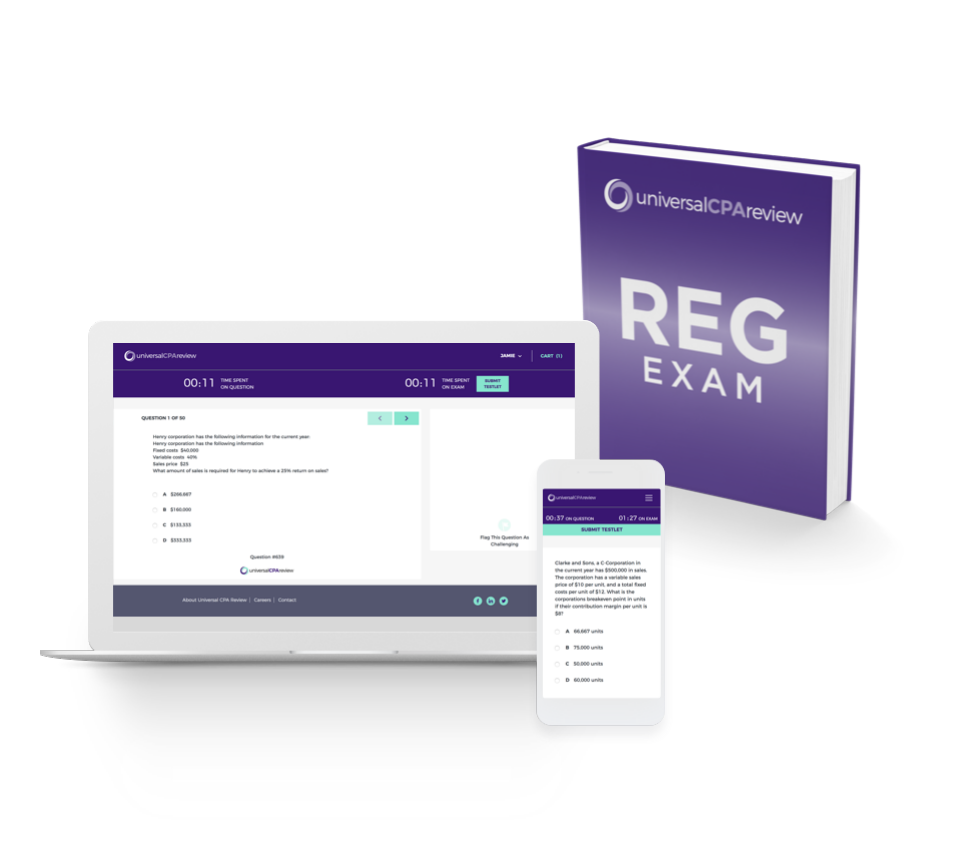 universalCPAreview
REG
EXAM
universalCPAreview
JAMIE
CART (1)
00:11 TIME SPENT ON QUESTION
00:11 TIME SPENT ON EXAM
SUBMIT TESTLET
QUESTION 1 OF 50
Henry corporation has the following information for the current year:
Henry corporation has the following information
Fixed costs $40,000
Variable costs 40%
Sales price $25
What amount of sales is required for Henry to achieve a 25% return on sales?
A $266,667
B $160,000
C $133,333
D $333,333
Question #639
universalCPAreview
Flag This Question As
Challenging
About Universal CPA Review | Careers | Contact
universalCPAreview
00:37 ON QUESTION
01:27 ON EXAM
SUBMIT TESTLET
Clarke and Sons, a C-Corporation in
the current year has $500,000 in sales.
The corporation has a variable sales
price of $10 per unit, and a total fixed
costs per unit of $12. What is the
corporations breakeven point in units
if their contribution margin per unit is
$8?
A 66,667 units
B 75,000 units
C 50,000 units
D 60,000 units